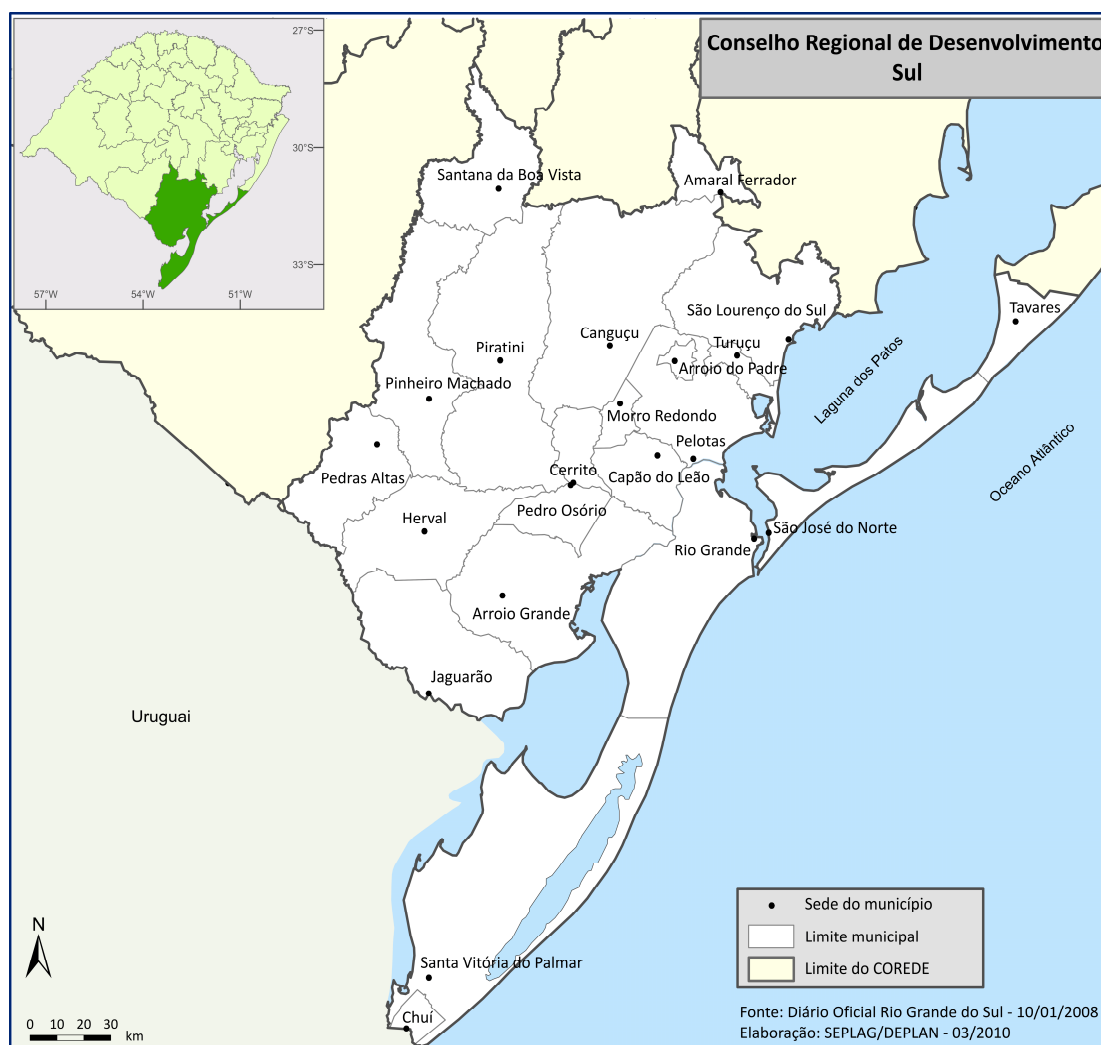 Conselho Regional de Desenvolvimento
Sul
27°S
30°S
33°S
57°W
54°W
51°W
Santana da Boa Vista
Amaral Ferrador
São Lourenço do Sul
Tavares
Canguçu
Turuçu
Piratini
Arroio do Padre
Laguna dos Patos
Pinheiro Machado
Morro Redondo
Pelotas
Oceano Atlântico
Pedras Altas
Cerrito
Capão do Leão
Herval
Pedro Osório
São José do Norte
Rio Grande
Arroio Grande
Jaguarão
Uruguai
Santa Vitória do Palmar
Chuí
N
0 10 20 30
km
Sede do município
Limite municipal
Limite do COREDE
Fonte: Diário Oficial Rio Grande do Sul - 10/01/2008
Elaboração: SEPLAG/DEPLAN - 03/2010